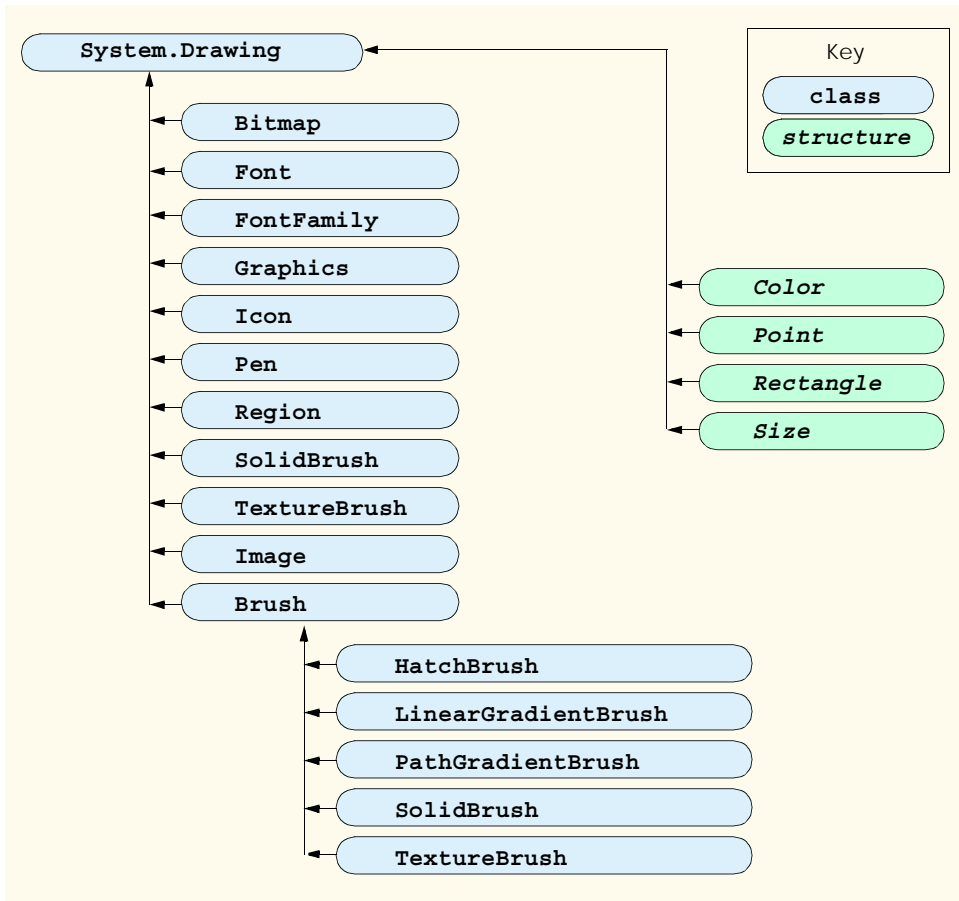 System.Drawing
Key
class
structure
Bitmap
Font
FontFamily
Graphics
Icon
Pen
Region
SolidBrush
TextureBrush
Image
Brush
Color
Point
Rectangle
Size
HatchBrush
LinearGradientBrush
PathGradientBrush
SolidBrush
TextureBrush